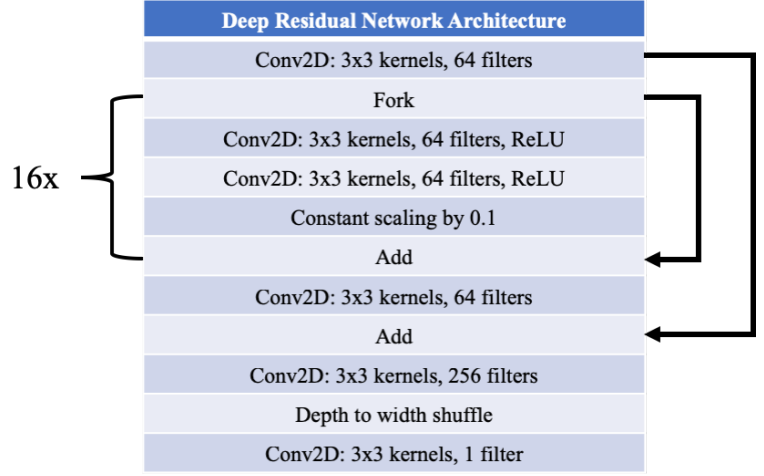 Deep Residual Network Architecture
Conv2D: 3x3 kernels, 64 filters
Fork
Conv2D: 3x3 kernels, 64 filters, ReLU
16x
Conv2D: 3x3 kernels, 64 filters, ReLU
Constant scaling by 0.1
Add
Conv2D: 3x3 kernels, 64 filters
Add
Conv2D: 3x3 kernels, 256 filters
Depth to width shuffle
Conv2D: 3x3 kernels, 1 filter